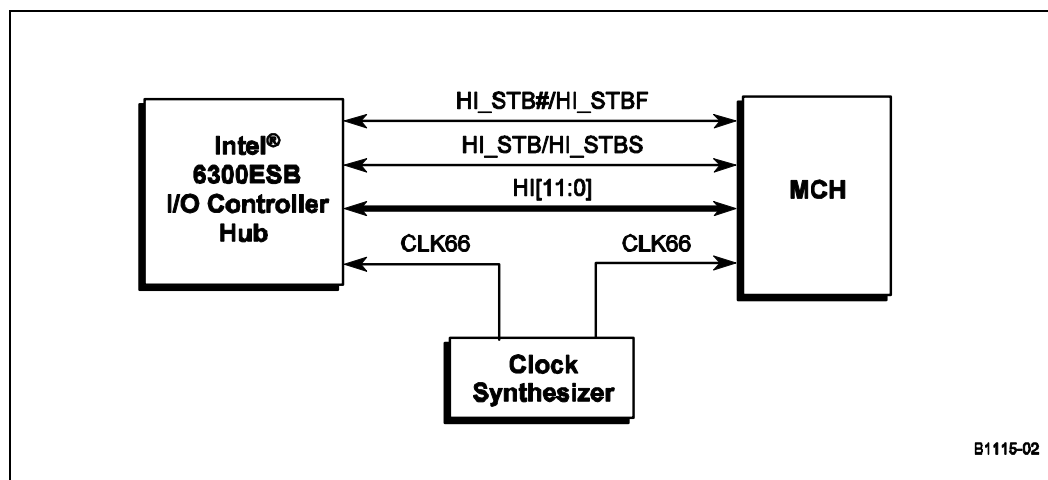 HI_STB#/HI_STBF
Intel®
6300ESB
I/O Controller
Hub
HI_STB/HI_STBS
HI[11:0]
MCH
CLK66
CLK66
Clock
Synthesizer
B1115-02